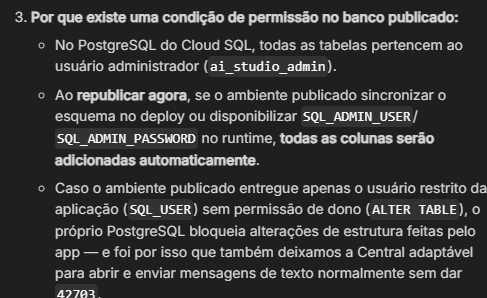 3. Por que existe uma condição de permissão no banco publicado:
○ No PostgreSQL do Cloud SQL, todas as tabelas pertencem ao
usuário administrador (ai_studio_admin).
○ Ao republicar agora, se o ambiente publicado sincronizar o
esquema no deploy ou disponibilizar SQL_ADMIN_USER/
SQL_ADMIN_PASSWORD no runtime, todas as colunas serão
adicionadas automaticamente.
○ Caso o ambiente publicado entregue apenas o usuário restrito da
aplicação (SQL_USER) sem permissão de dono (ALTER TABLE), o
próprio PostgreSQL bloqueia alterações de estrutura feitas pelo
app — e foi por isso que também deixamos a Central adaptável
para abrir e enviar mensagens de texto normalmente sem dar
42703.